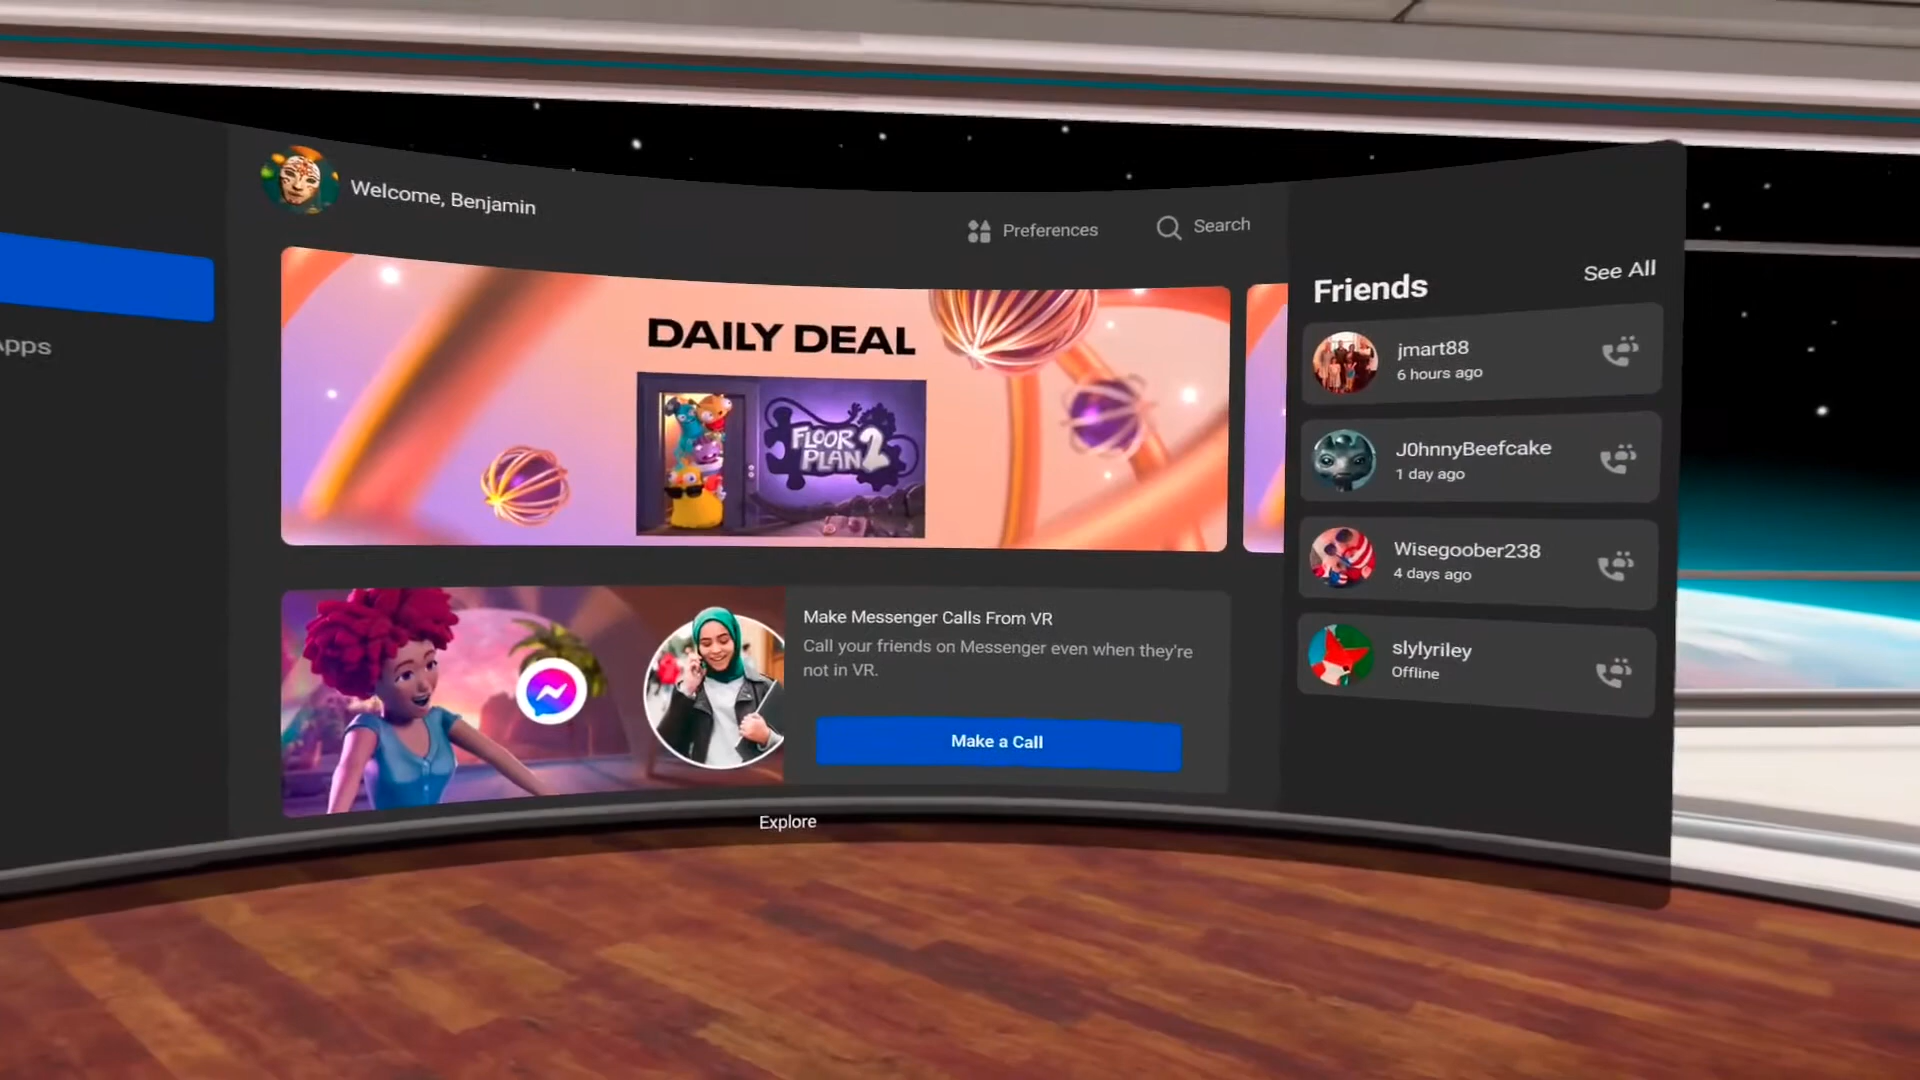 Welcome, Benjamin
Preferences
Search
Apps
DAILY DEAL
FLOOR
PLAN 2
Make Messenger Calls From VR
Call your friends on Messenger even when they're
not in VR.
Make a Call
Explore
Friends
See All
jmart88
6 hours ago
J0hnnyBeefcake
1 day ago
Wisegoober238
4 days ago
slylyriley
Offline